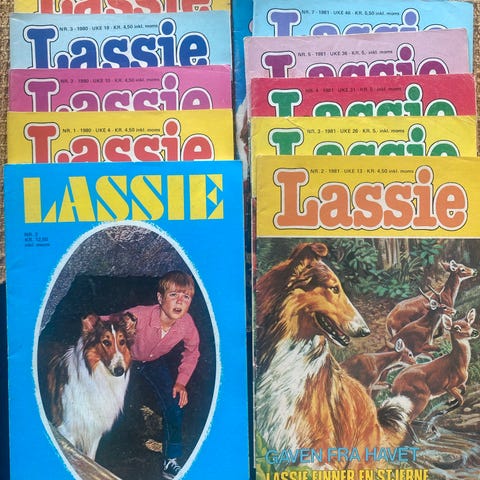 NR. 3 - 1980 - UKE 18 - KR. 4,50 inkl. moms
Lassie
NR. 2 - 1980 - UKE 10 - KR. 4,50 inkl. moms
Lassie
NR. 1 - 1980 - UKE 4 - KR. 4,50 inkl. moms
Lassie
LASSIE
NR. 2
KR. 12,50
inkl. moms
NR. 7 - 1981 - UKE 46 - KR. 5,50 inkl. moms
Lassie
NR. 5 - 1981 - UKE 36 - KR. 5,- inkl. moms
Lassie
NR. 4 - 1981 - UKE 31 - KR. 5,- inkl. moms
Lassie
NR. 3 - 1981 - UKE 26 - KR. 5,- inkl. moms
Lassie
NR. 2 - 1981 - UKE 13 - KR. 4,50 inkl. moms
Lassie
GAVEN FRA HAVET
LASSIE FINNER EN STJERNE